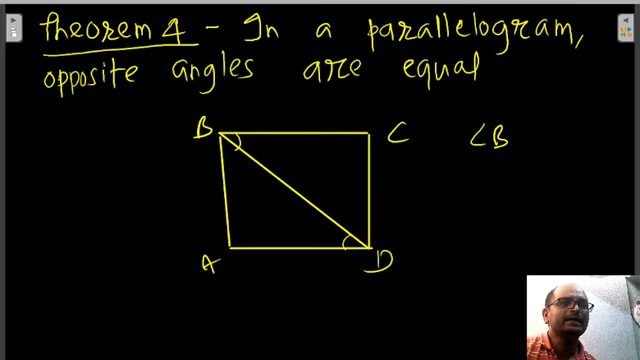 Theorem 4 - In a parallelogram,
opposite angles are equal
B
C
∠B
A
D